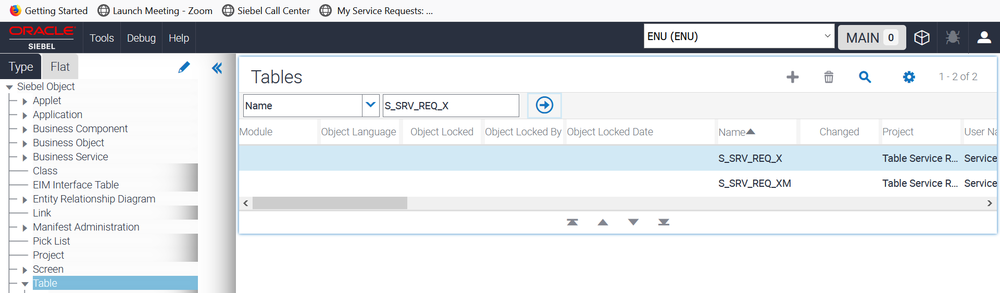 Getting Started Launch Meeting - Zoom Siebel Call Center My Service Requests: ...
ORACLE
SIEBEL
Tools Debug Help ENU (ENU) MAIN 0
Type Flat
Siebel Object
Applet
Application
Business Component
Business Object
Business Service
Class
EIM Interface Table
Entity Relationship Diagram
Link
Manifest Administration
Pick List
Project
Screen
Table
Tables 1 - 2 of 2
Name S_SRV_REQ_X
Module Object Language Object Locked Object Locked By Object Locked Date Name Changed Project User Na
S_SRV_REQ_X Table Service R... Service
S_SRV_REQ_XM Table Service R... Service